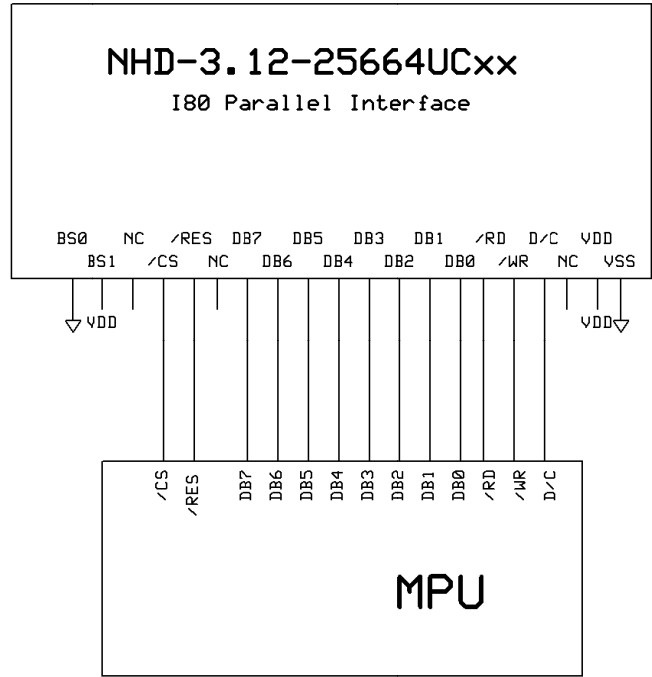 NHD-3.12-25664UCxx
I80 Parallel Interface
BS0 NC /RES DB7 DB5 DB3 DB1 /RD D/C VDD
BS1 /CS NC DB6 DB4 DB2 DB0 /WR NC VSS
VDD VDD
/CS /RES DB7 DB6 DB5 DB4 DB3 DB2 DB1 DB0 /RD /WR D/C
MPU